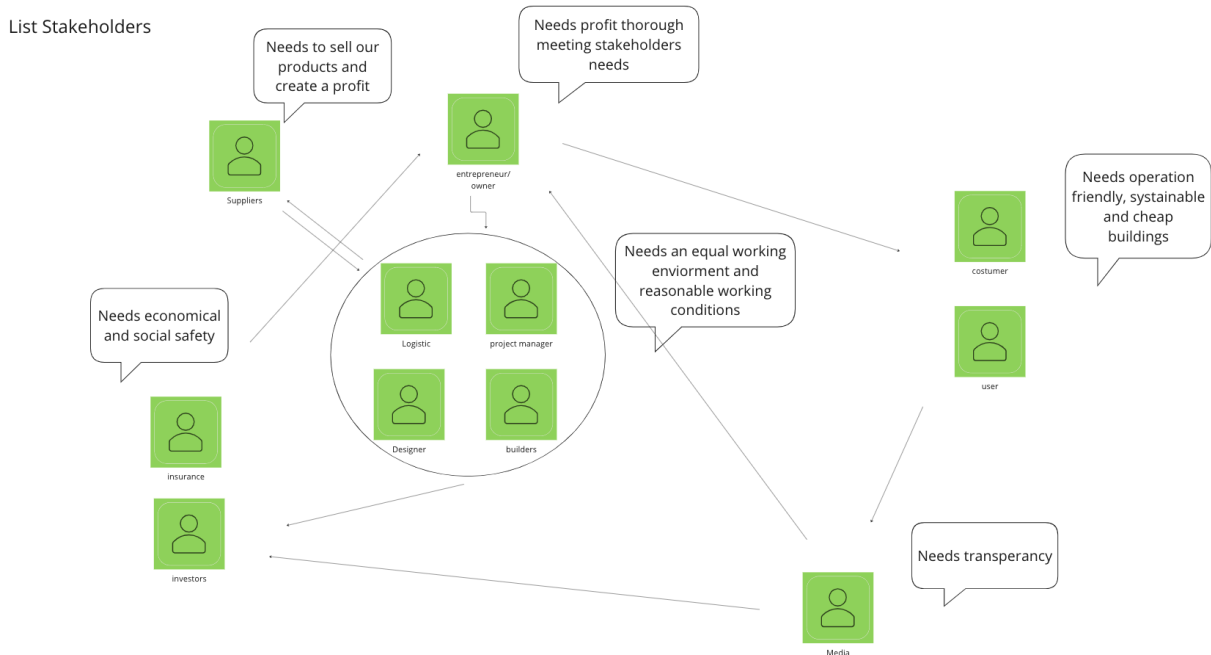 List Stakeholders
Needs to sell our
products and
create a profit
Needs profit thorough
meeting stakeholders
needs
Suppliers
entrepreneur/
owner
Needs operation
friendly, systainable
and cheap
buildings
costumer
Needs an equal working
enviorment and
reasonable working
conditions
Needs economical
and social safety
Logistic
project manager
user
Designer
builders
insurance
investors
Needs transperancy
Media